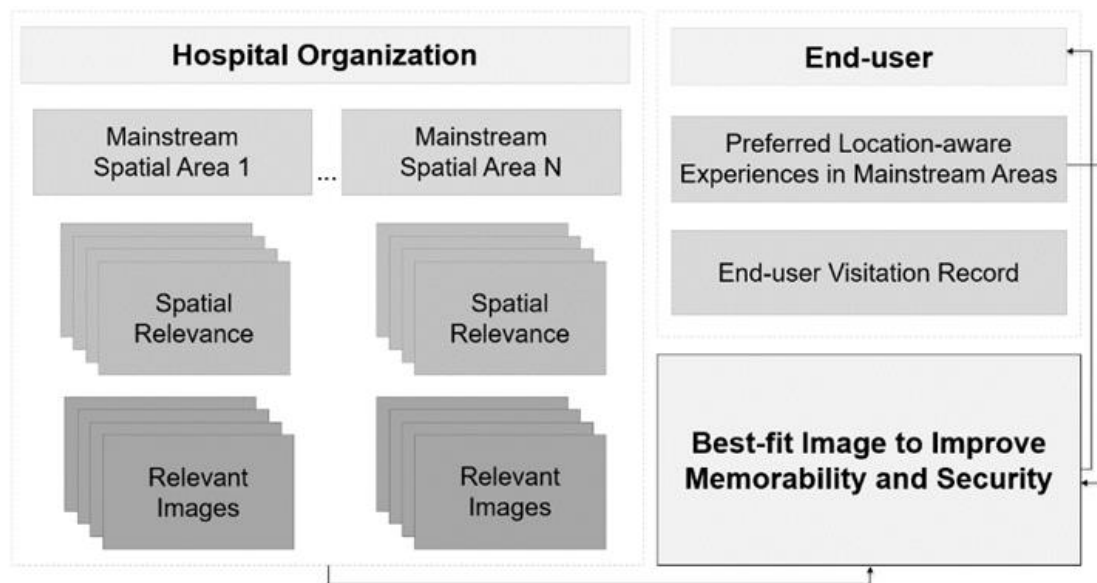 Hospital Organization
Mainstream
Spatial Area 1
...
Mainstream
Spatial Area N
Spatial
Relevance
Spatial
Relevance
Relevant
Images
Relevant
Images
End-user
Preferred Location-aware
Experiences in Mainstream Areas
End-user Visitation Record
Best-fit Image to Improve
Memorability and Security